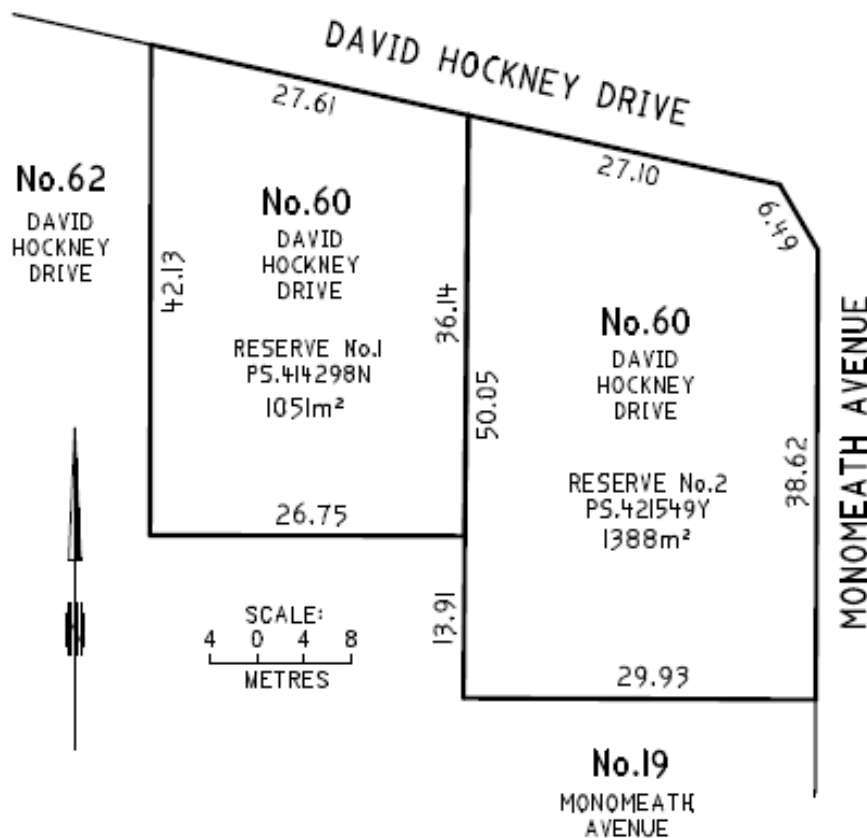 DAVID HOCKNEY DRIVE
27.61
27.10
6.49
No.62
DAVID
HOCKNEY
DRIVE
42.13
No.60
DAVID
HOCKNEY
DRIVE
RESERVE No.1
PS.414298N
1051m²
26.75
36.14
50.05
13.91
No.60
DAVID
HOCKNEY
DRIVE
RESERVE No.2
PS.421549Y
1388m²
38.62
MONOMEATH AVENUE
29.93
SCALE:
4 0 4 8
METRES
No.19
MONOMEATH
AVENUE